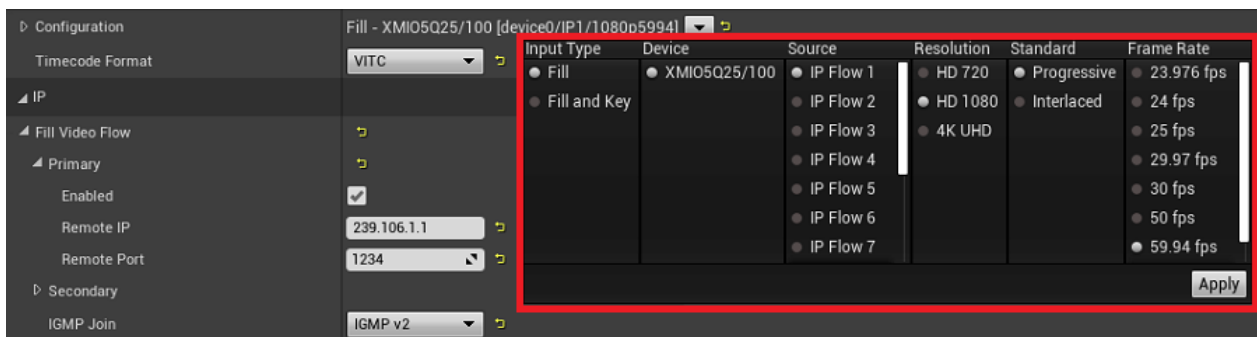 Configuration
Fill - XMIO5Q25/100 [device0/IP1/1080p5994]
Timecode Format
VITC
IP
Fill Video Flow
Primary
Enabled
Remote IP
239.106.1.1
Remote Port
1234
Secondary
IGMP Join
IGMP v2
Input Type
Fill
Fill and Key
Device
XMIO5Q25/100
Source
IP Flow 1
IP Flow 2
IP Flow 3
IP Flow 4
IP Flow 5
IP Flow 6
IP Flow 7
Resolution
HD 720
HD 1080
4K UHD
Standard
Progressive
Interlaced
Frame Rate
23.976 fps
24 fps
25 fps
29.97 fps
30 fps
50 fps
59.94 fps
Apply